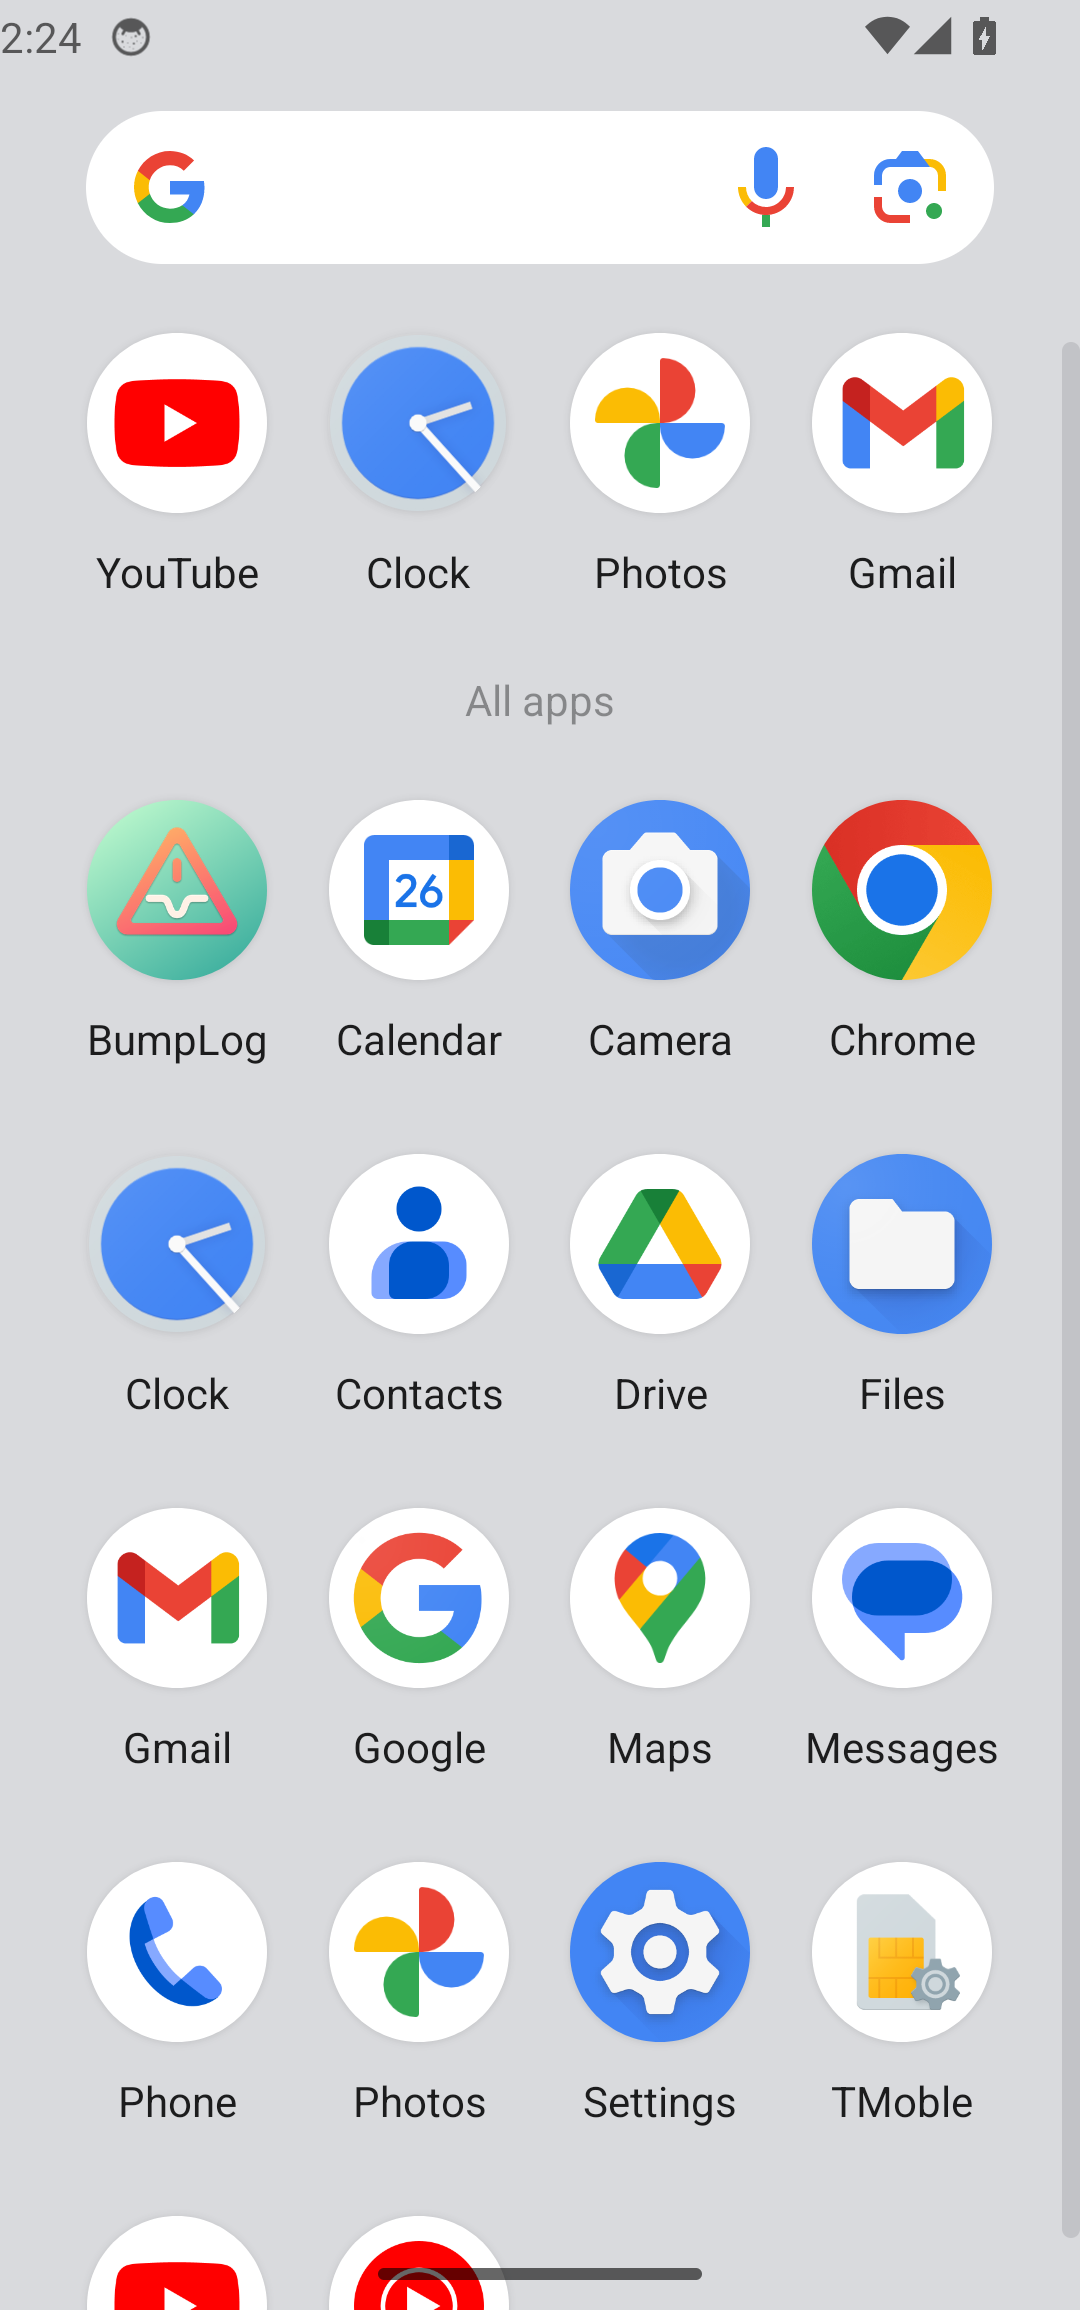 2:24
YouTube Clock Photos Gmail
All apps
26
BumpLog Calendar Camera Chrome
Clock Contacts Drive Files
Gmail Google Maps Messages
Phone Photos Settings TMoble